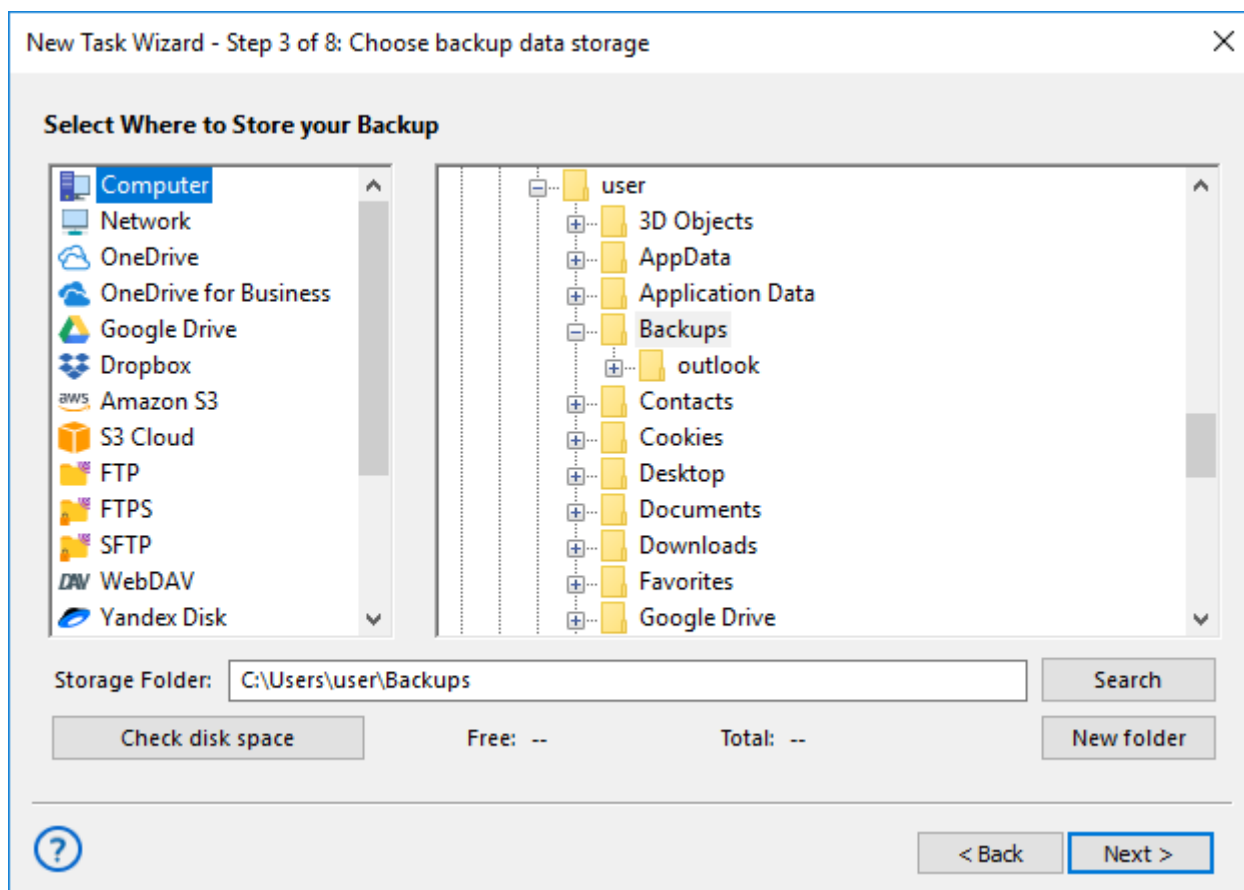 New Task Wizard - Step 3 of 8: Choose backup data storage
Select Where to Store your Backup
Computer
Network
OneDrive
OneDrive for Business
Google Drive
Dropbox
aws Amazon S3
S3 Cloud
FTP
FTPS
SFTP
DAV WebDAV
Yandex Disk
user
3D Objects
AppData
Application Data
Backups
outlook
Contacts
Cookies
Desktop
Documents
Downloads
Favorites
Google Drive
Storage Folder: C:\Users\user\Backups Search
Check disk space Free: -- Total: -- New folder
? < Back Next >